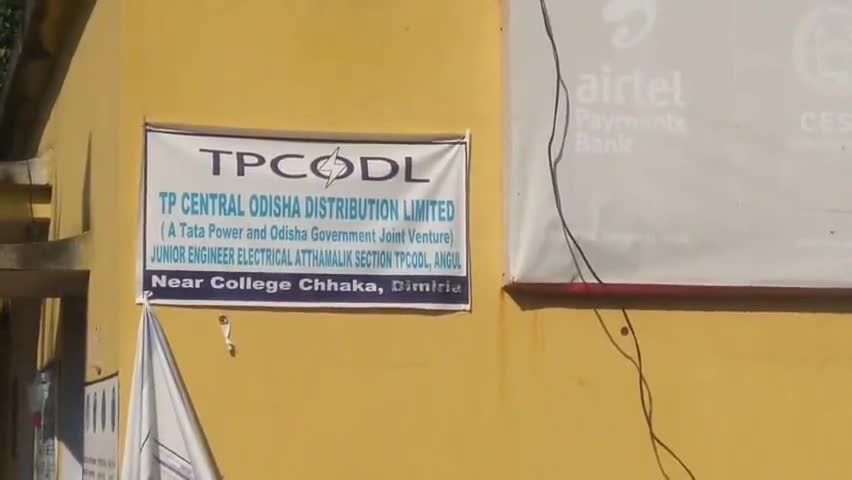 TPCODL
TP CENTRAL ODISHA DISTRIBUTION LIMITED
( A Tata Power and Odisha Government Joint Venture)
JUNIOR ENGINEER ELECTRICAL ATTHAMALIK SECTION TPCODL, ANGUL
Near College Chhaka, Dimiria
airtel
Payments
Bank
CES